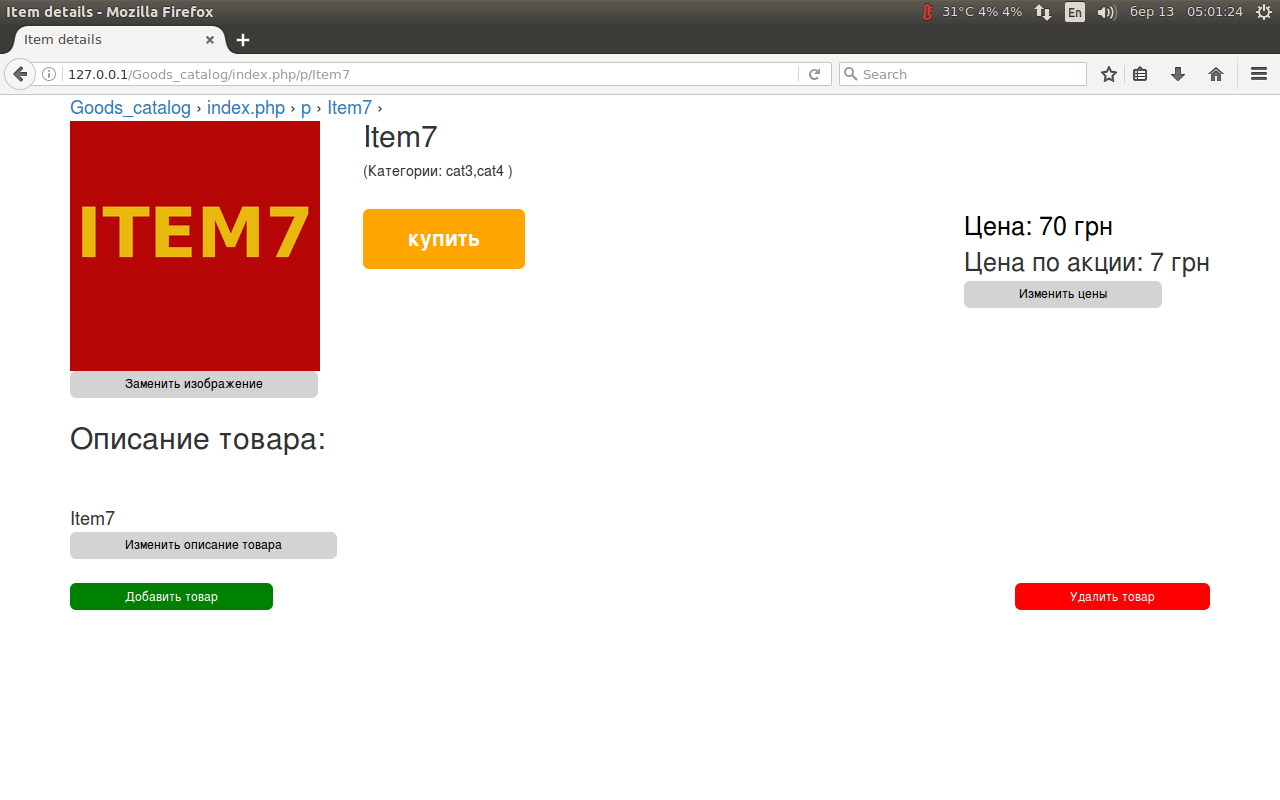 Item details - Mozilla Firefox
31°C 4% 4%
En
бер 13
05:01:24
Item details
127.0.0.1/Goods_catalog/index.php/p/Item7
Search
Goods_catalog › index.php › p › Item7 ›
ITEM7
Item7
(Категории: cat3,cat4 )
купить
Цена: 70 грн
Цена по акции: 7 грн
Изменить цены
Заменить изображение
Описание товара:
Item7
Изменить описание товара
Добавить товар
Удалить товар